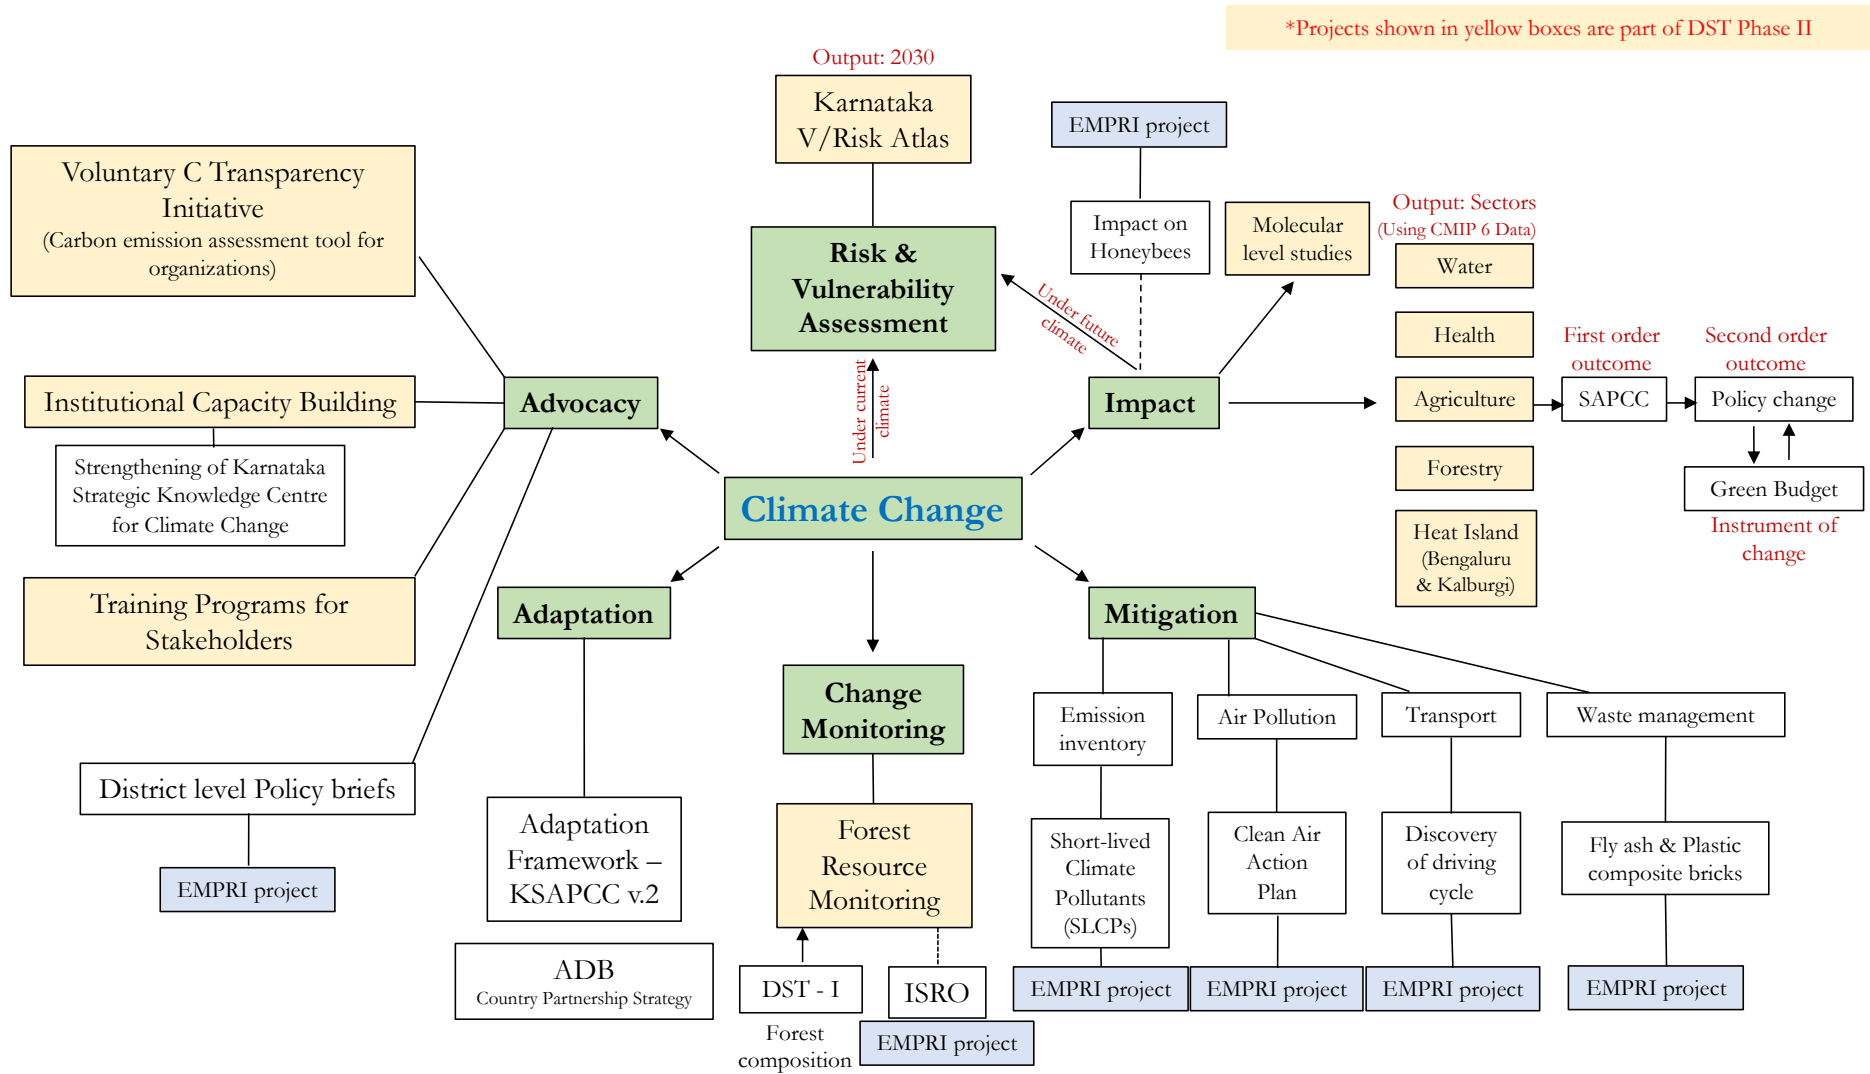 *Projects shown in yellow boxes are part of DST Phase II
Output: 2030
Karnataka
V/Risk Atlas
EMPRI project
Voluntary C Transparency
Initiative
(Carbon emission assessment tool for
organizations)
Risk &
Vulnerability
Assessment
Impact on
Honeybees
Molecular
level studies
Output: Sectors
(Using CMIP 6 Data)
Water
Health
Agriculture
Forestry
Heat Island
(Bengaluru
& Kalburgi)
First order
outcome
SAPCC
Second order
outcome
Policy change
Green Budget
Instrument of
change
Under future
climate
Under current
climate
Institutional Capacity Building
Advocacy
Impact
Strengthening of Karnataka
Strategic Knowledge Centre
for Climate Change
Climate Change
Training Programs for
Stakeholders
Adaptation
Mitigation
Change
Monitoring
District level Policy briefs
EMPRI project
Adaptation
Framework –
KSAPCC v.2
ADB
Country Partnership Strategy
Forest
Resource
Monitoring
DST - I
Forest
composition
ISRO
EMPRI project
Emission
inventory
Air Pollution
Transport
Waste management
Short-lived
Climate
Pollutants
(SLCPs)
Clean Air
Action
Plan
Discovery
of driving
cycle
Fly ash & Plastic
composite bricks
EMPRI project
EMPRI project
EMPRI project
EMPRI project